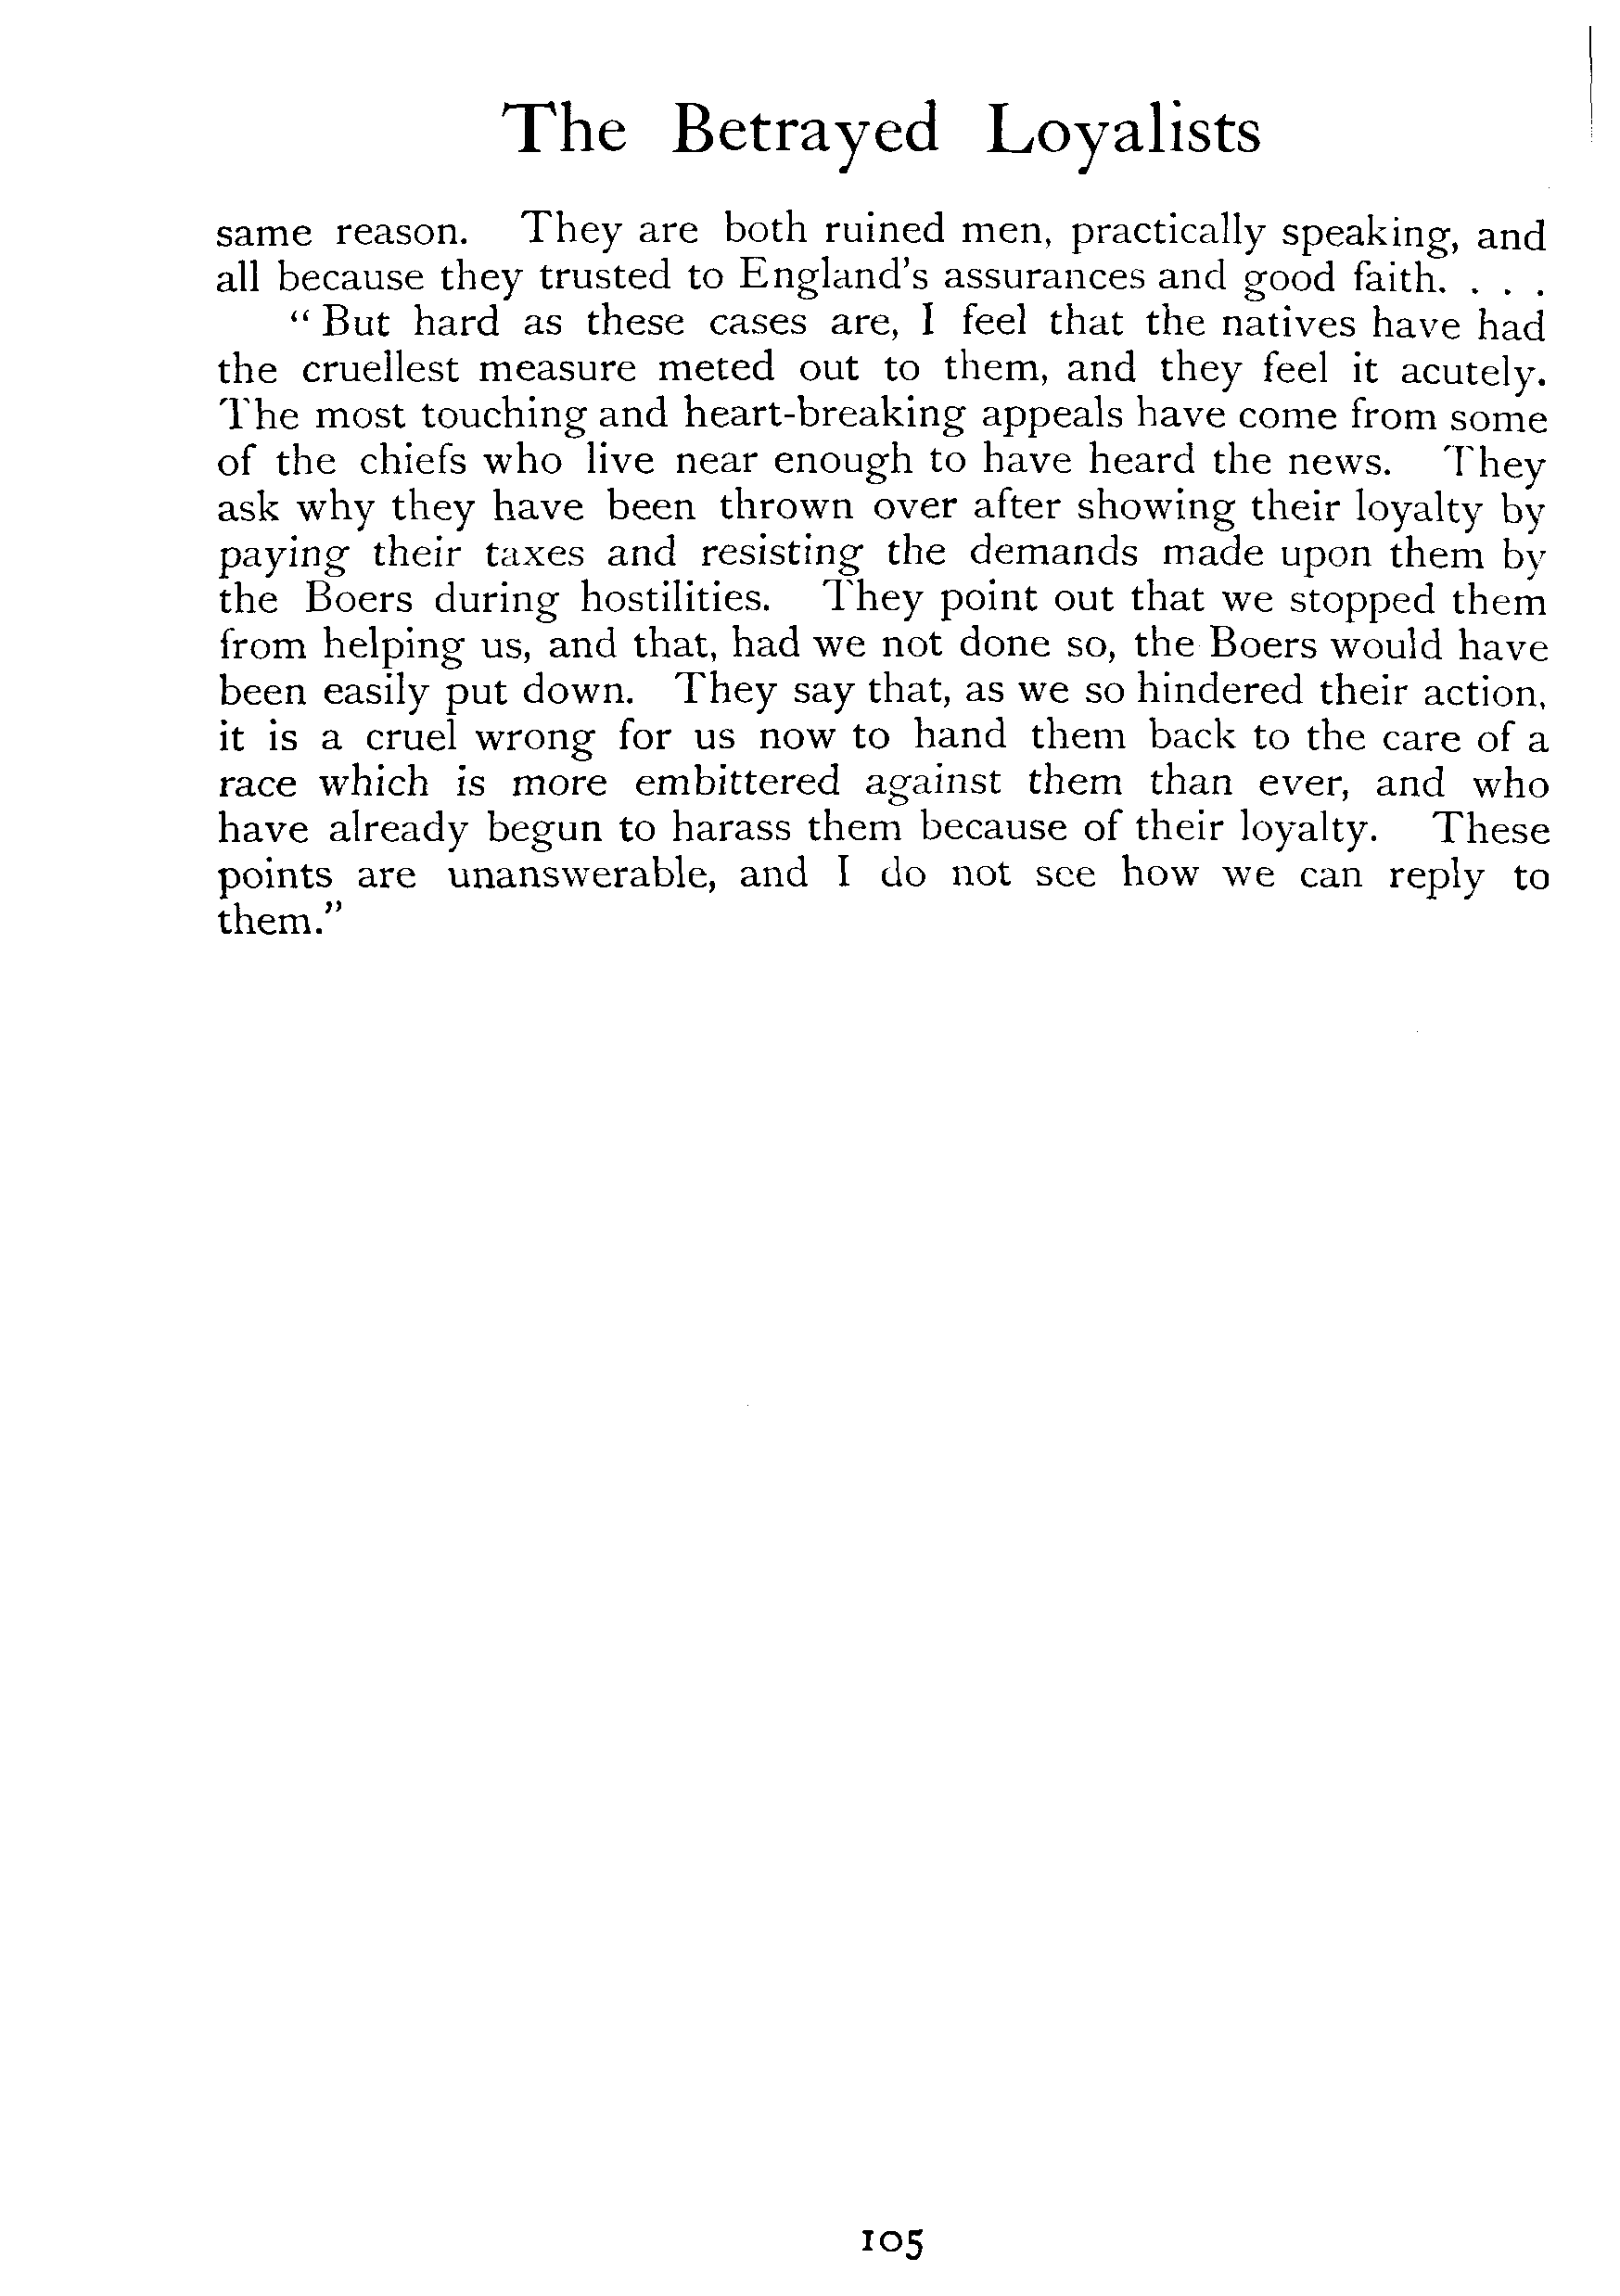 The Betrayed Loyalists
same reason. They are both ruined men, practically speaking, and
all because they trusted to England's assurances and good faith. . . .
“ But hard as these cases are, I feel that the natives have had
the cruellest measure meted out to them, and they feel it acutely.
The most touching and heart-breaking appeals have come from some
of the chiefs who live near enough to have heard the news. They
ask why they have been thrown over after showing their loyalty by
paying their taxes and resisting the demands made upon them by
the Boers during hostilities. They point out that we stopped them
from helping us, and that, had we not done so, the Boers would have
been easily put down. They say that, as we so hindered their action,
it is a cruel wrong for us now to hand them back to the care of a
race which is more embittered against them than ever, and who
have already begun to harass them because of their loyalty. These
points are unanswerable, and I do not see how we can reply to
them.”
105